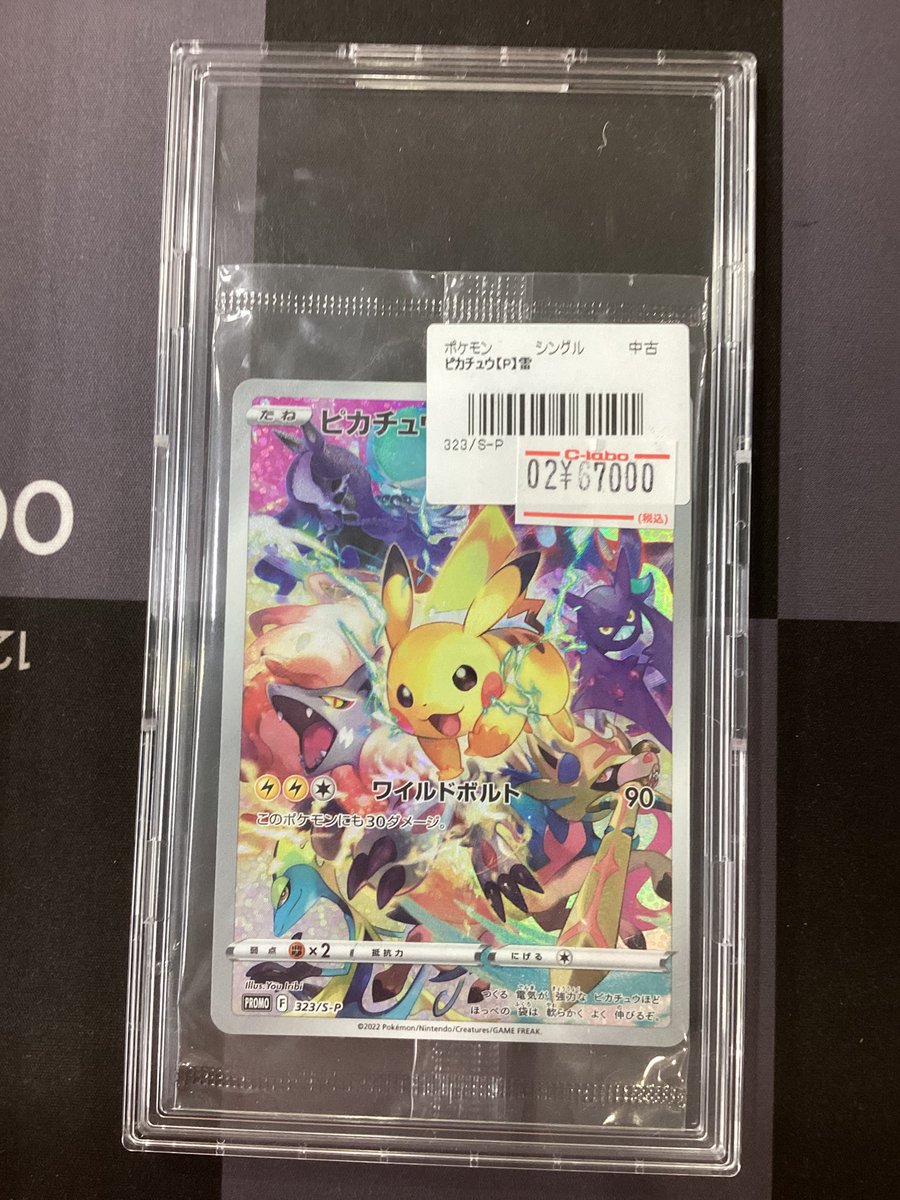 ポケモン シングル 中古
ピカチュウ【P】雷
323/S-P
C-labo
02¥67000
(税込)
たね ピカチュウ
00
12
ワイルドボルト 90
このポケモンにも30ダメージ。
弱点 ×2 抵抗力 にげる
Illus. You Iribi
PROMO F 323/S-P
つくる 電気が 強力な ピカチュウほど
ほっぺの 袋は 軟らかく よく 伸びるぞ
©2022 Pokémon/Nintendo/Creatures/GAME FREAK.